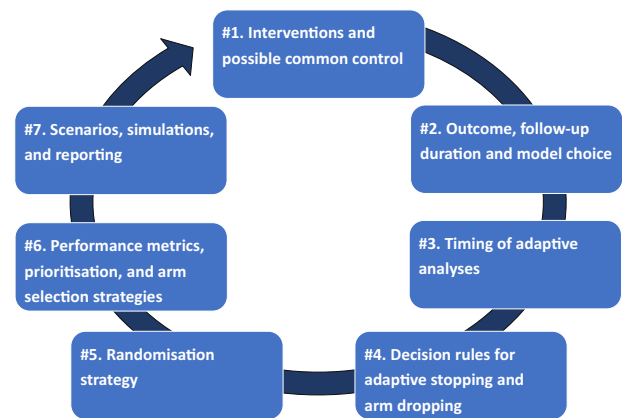 #1. Interventions and
possible common control
#2. Outcome, follow-up
duration and model choice
#3. Timing of adaptive
analyses
#4. Decision rules for
adaptive stopping and
arm dropping
#5. Randomisation
strategy
#6. Performance metrics,
prioritisation, and arm
selection strategies
#7. Scenarios, simulations,
and reporting